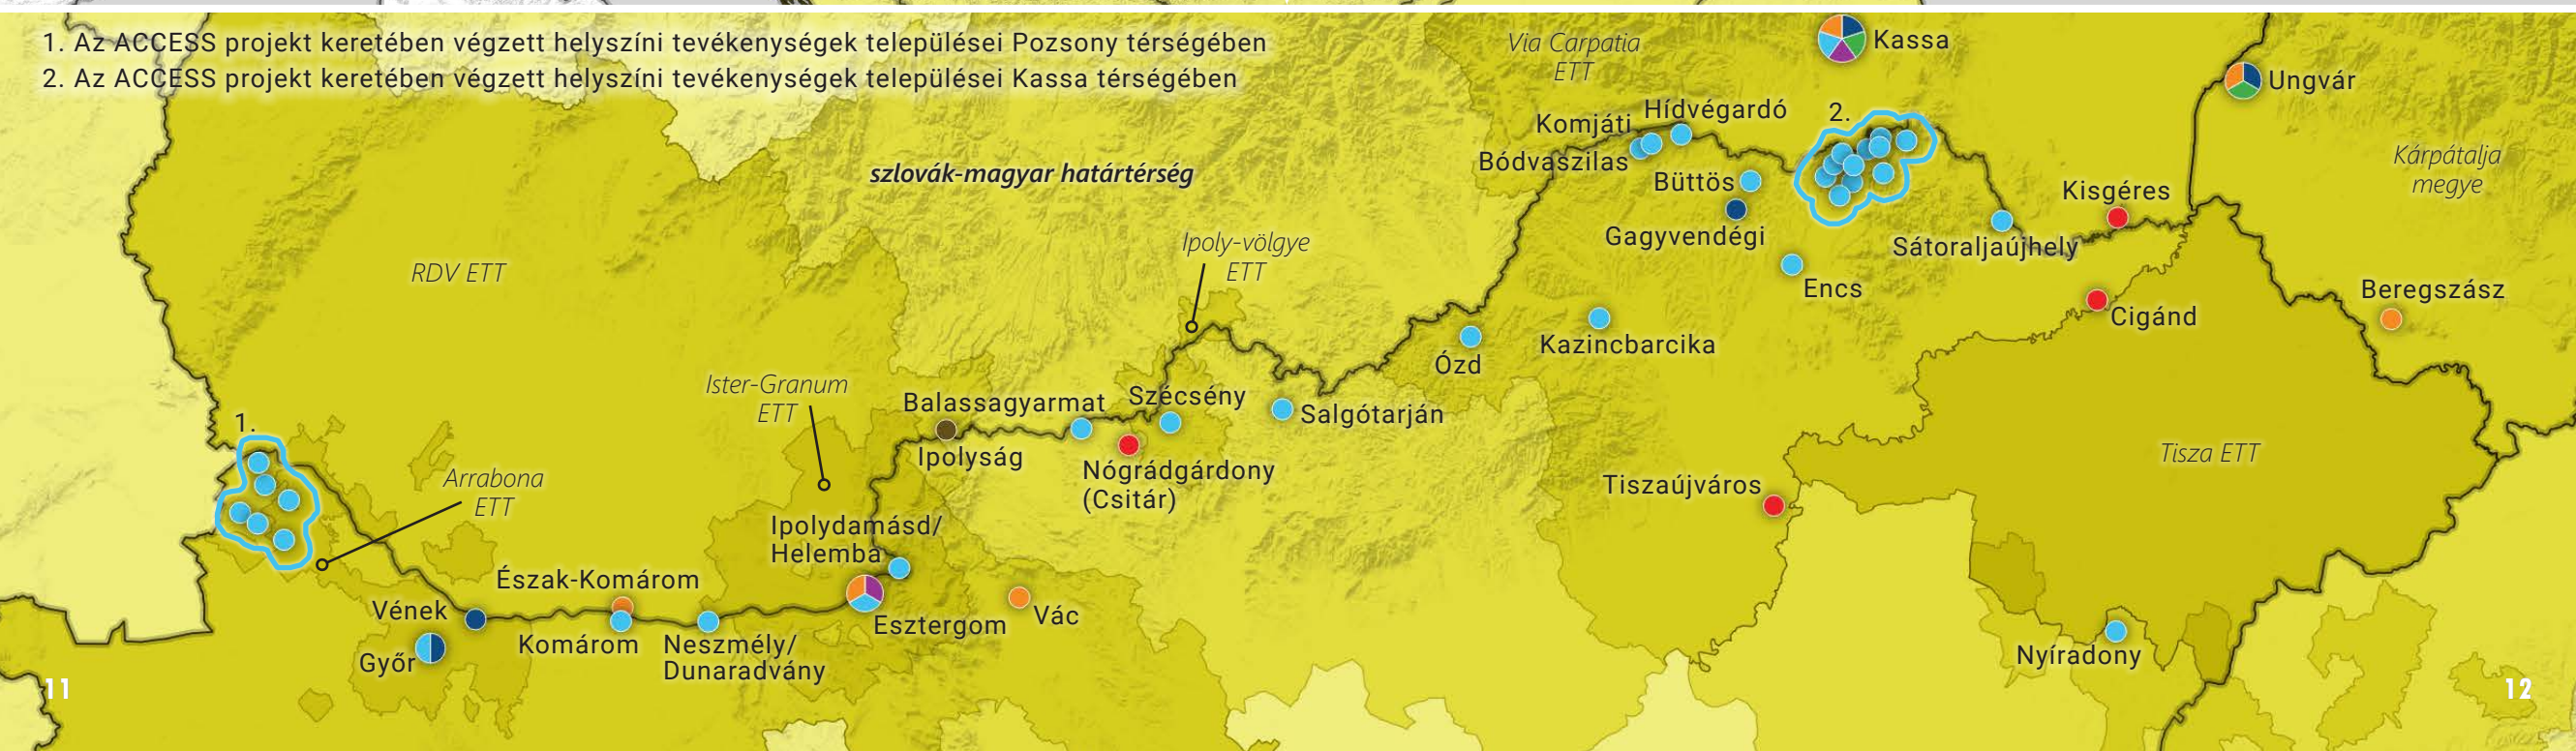 1. Az ACCESS projekt keretében végzett helyszíni tevékenységek települései Pozsony térségében
2. Az ACCESS projekt keretében végzett helyszíni tevékenységek települései Kassa térségében
Via Carpatia
ETT
Kassa
Ungvár
Hídvégardó
Komjáti
Bódvaszilas
2.
szlovák-magyar határtérség
Büttös
Gagyvendégi
Kisgéres
Kárpátalja
megye
Sátoraljaújhely
Ipoly-völgye
ETT
RDV ETT
Encs
Cigánd
Beregszász
Kazincbarcika
Ózd
Ister-Granum
ETT
Balassagyarmat
Szécsény
Salgótarján
1.
Ipolyság
Nógrádgárdony
(Csitár)
Arrabona
ETT
Tisza ETT
Tiszaújváros
Ipolydamásd/
Helemba
Észak-Komárom
Vének
Esztergom
Vác
Komárom
Neszmély/
Dunaradvány
Győr
Nyíradony
11
12